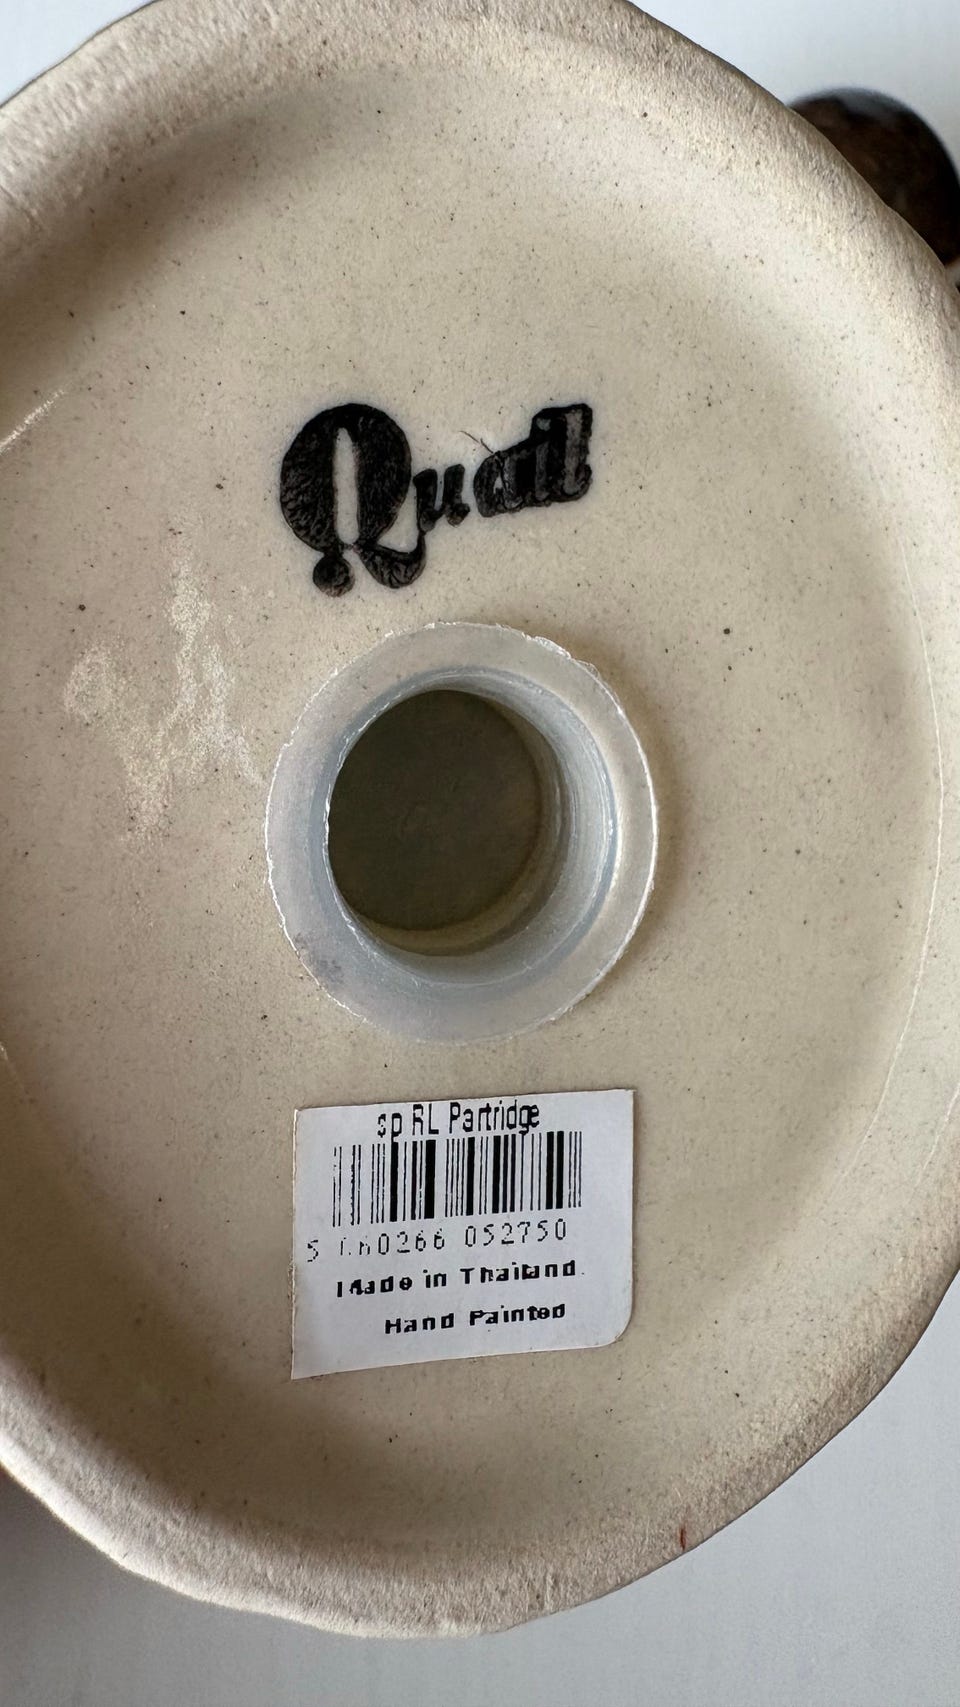 Quail
sp RL Partridge
5 060266 052750
Made in Thailand.
Hand Painted